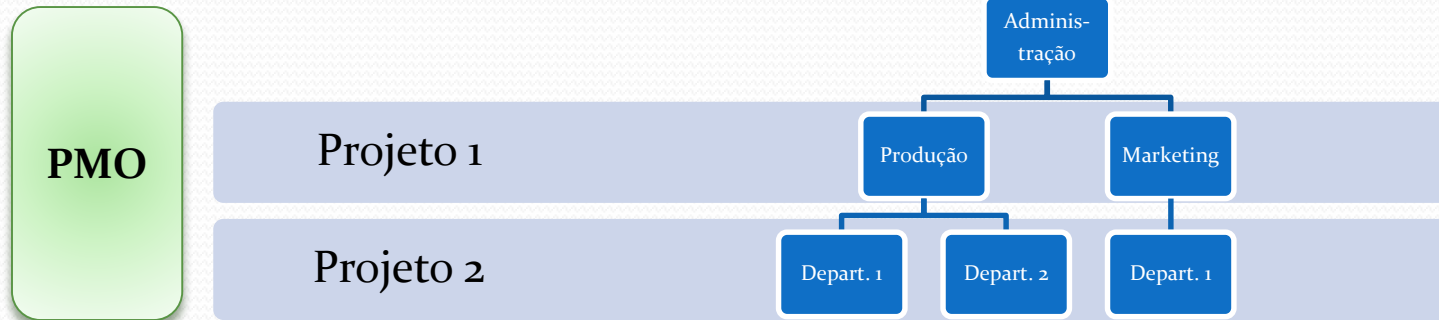 Adminis-
tração
PMO
Projeto 1
Produção
Marketing
Projeto 2
Depart. 1
Depart. 2
Depart. 1